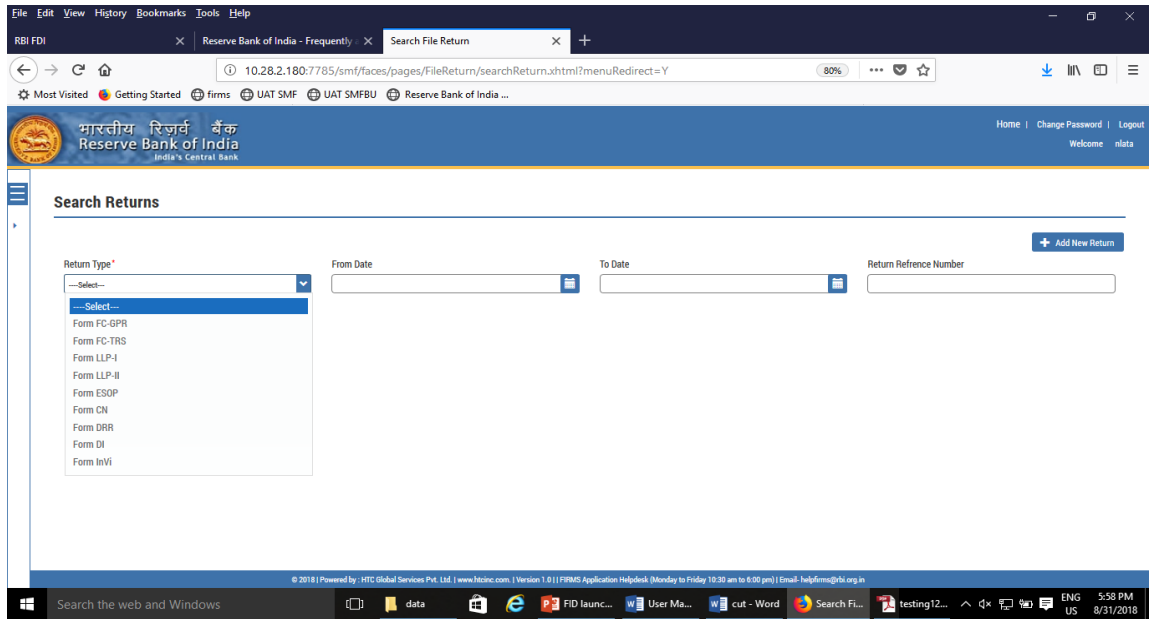 File Edit View History Bookmarks Tools Help
RBI FDI Reserve Bank of India - Frequently Search File Return
10.28.2.180:7785/smf/faces/pages/FileReturn/searchReturn.xhtml?menuRedirect=Y 80%
Most Visited Getting Started firms UAT SMF UAT SMFBU Reserve Bank of India ...
भारतीय रिज़र्व बैंक
Reserve Bank of India
India's Central Bank
Home | Change Password | Logout
Welcome nlata
Search Returns
Add New Return
Return Type* From Date To Date Return Refrence Number
----Select---
----Select---
Form FC-GPR
Form FC-TRS
Form LLP-I
Form LLP-II
Form ESOP
Form CN
Form DRR
Form DI
Form InVi
© 2018 | Powered by : HTC Global Services Pvt. Ltd. | www.htcinc.com. | Version 1.0 | | FIRMS Application Helpdesk (Monday to Friday 10:30 am to 6:00 pm) | Email- helpfirms@rbi.org.in
Search the web and Windows data FID launc... User Ma... cut - Word Search Fi... testing12... ENG 5:58 PM
US 8/31/2018